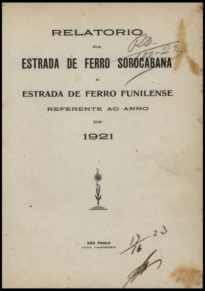 RELATORIO
DA
ESTRADA DE FERRO SOROCABANA
E
ESTRADA DE FERRO FUNILENSE
REFERENTE AO ANNO
DE
1921
SÃO PAULO